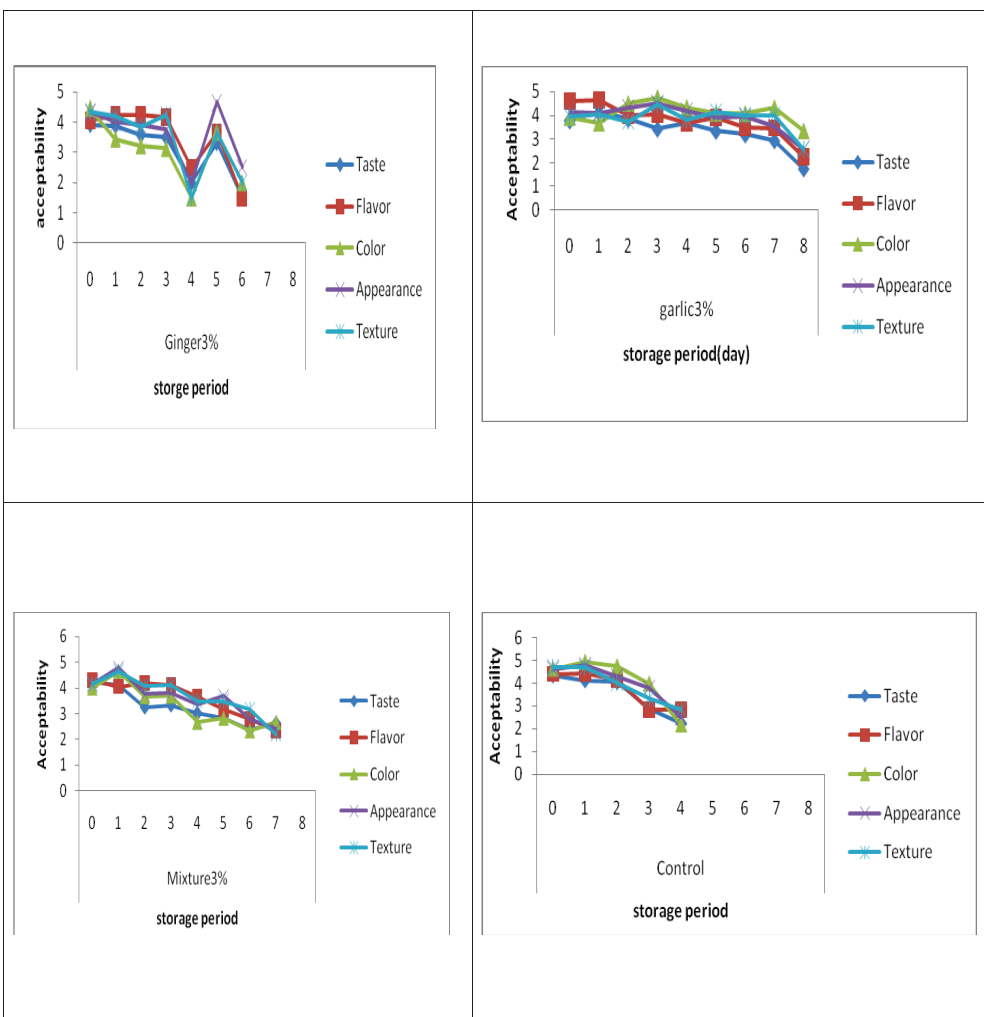 5
4
3
2
1
0
acceptability
0 1 2 3 4 5 6 7 8
Ginger3%
storge period
Taste
Flavor
Color
Appearance
Texture
5
4
3
2
1
0
Acceptability
0 1 2 3 4 5 6 7 8
garlic3%
storage period(day)
Taste
Flavor
Color
Appearance
Texture
6
5
4
3
2
1
0
Acceptability
0 1 2 3 4 5 6 7 8
Mixture3%
storage period
Taste
Flavor
Color
Appearance
Texture
6
5
4
3
2
1
0
Acceptability
0 1 2 3 4 5 6 7 8
Control
storage period
Taste
Flavor
Color
Appearance
Texture